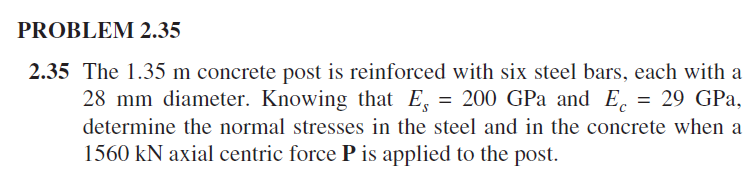 PROBLEM 2.35
2.35 The 1.35 m concrete post is reinforced with six steel bars, each with a
28 mm diameter. Knowing that Eₛ = 200 GPa and E_c = 29 GPa,
determine the normal stresses in the steel and in the concrete when a
1560 kN axial centric force P is applied to the post.